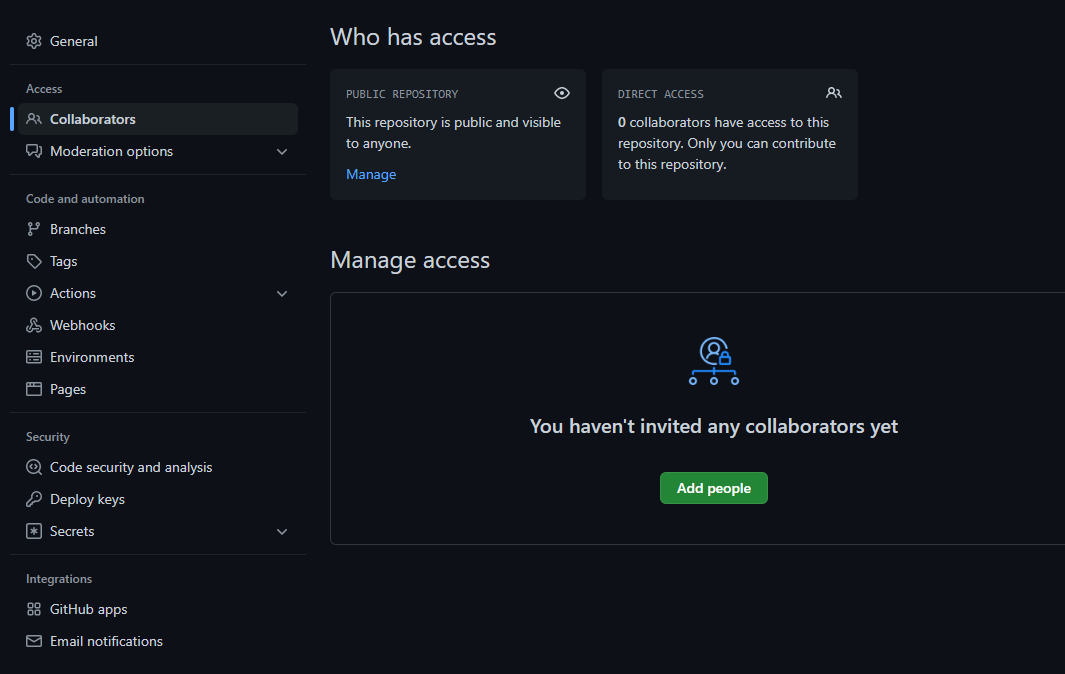 General
Access
Collaborators
Moderation options
Code and automation
Branches
Tags
Actions
Webhooks
Environments
Pages
Security
Code security and analysis
Deploy keys
Secrets
Integrations
GitHub apps
Email notifications
Who has access
PUBLIC REPOSITORY
This repository is public and visible
to anyone.
Manage
DIRECT ACCESS
0 collaborators have access to this
repository. Only you can contribute
to this repository.
Manage access
You haven't invited any collaborators yet
Add people